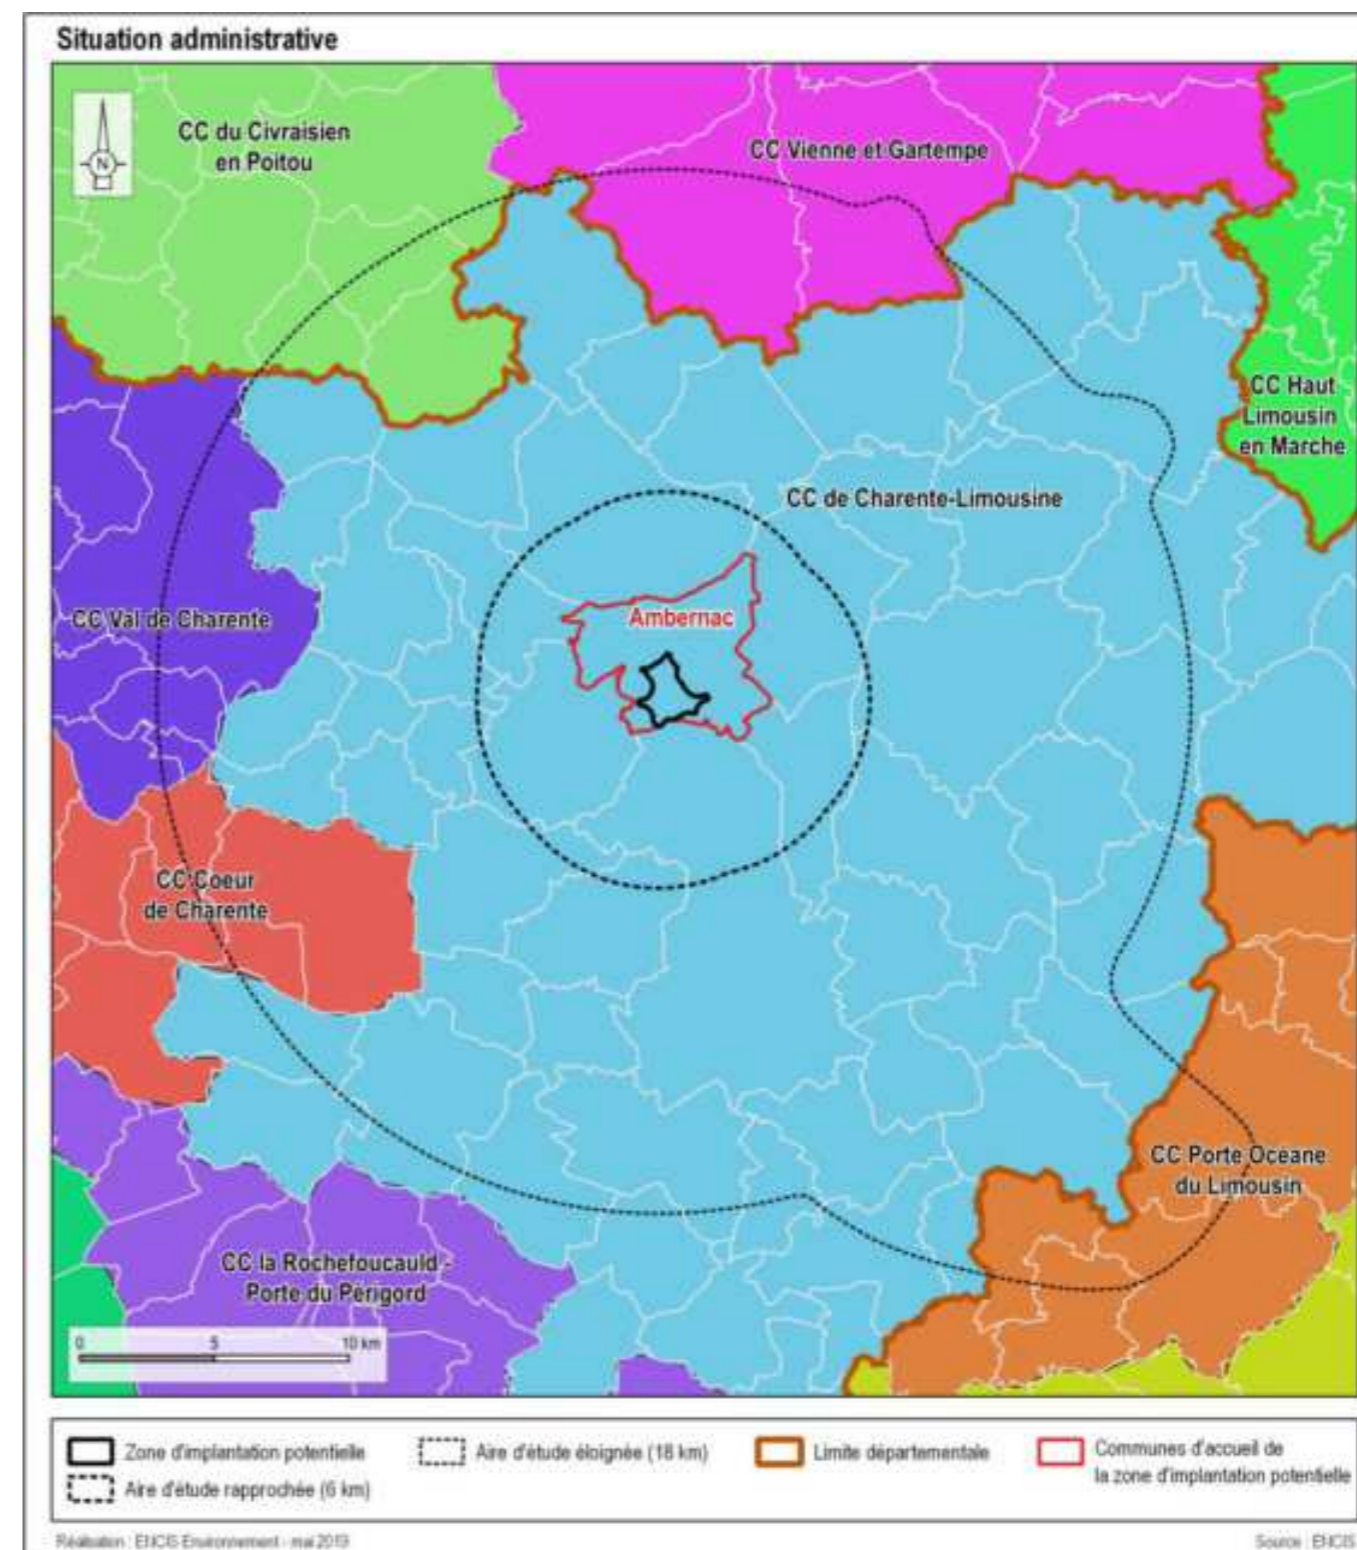 Situation administrative
N
CC du Civraisien
en Poitou
CC Vienne et Gartempe
CC Haut
Limousin
en Marche
CC de Charente-Limousine
CC Val de Charente
Ambernac
CC Coeur
de Charente
CC Porte Océane
du Limousin
CC la Rochefoucauld -
Porte du Périgord
0 5 10 km
Zone d'implantation potentielle
Aire d'étude éloignée (18 km)
Limite départementale
Communes d'accueil de
la zone d'implantation potentielle
Aire d'étude rapprochée (6 km)
Réalisation : ENCIS Environnement - mai 2019
Source : ENCIS